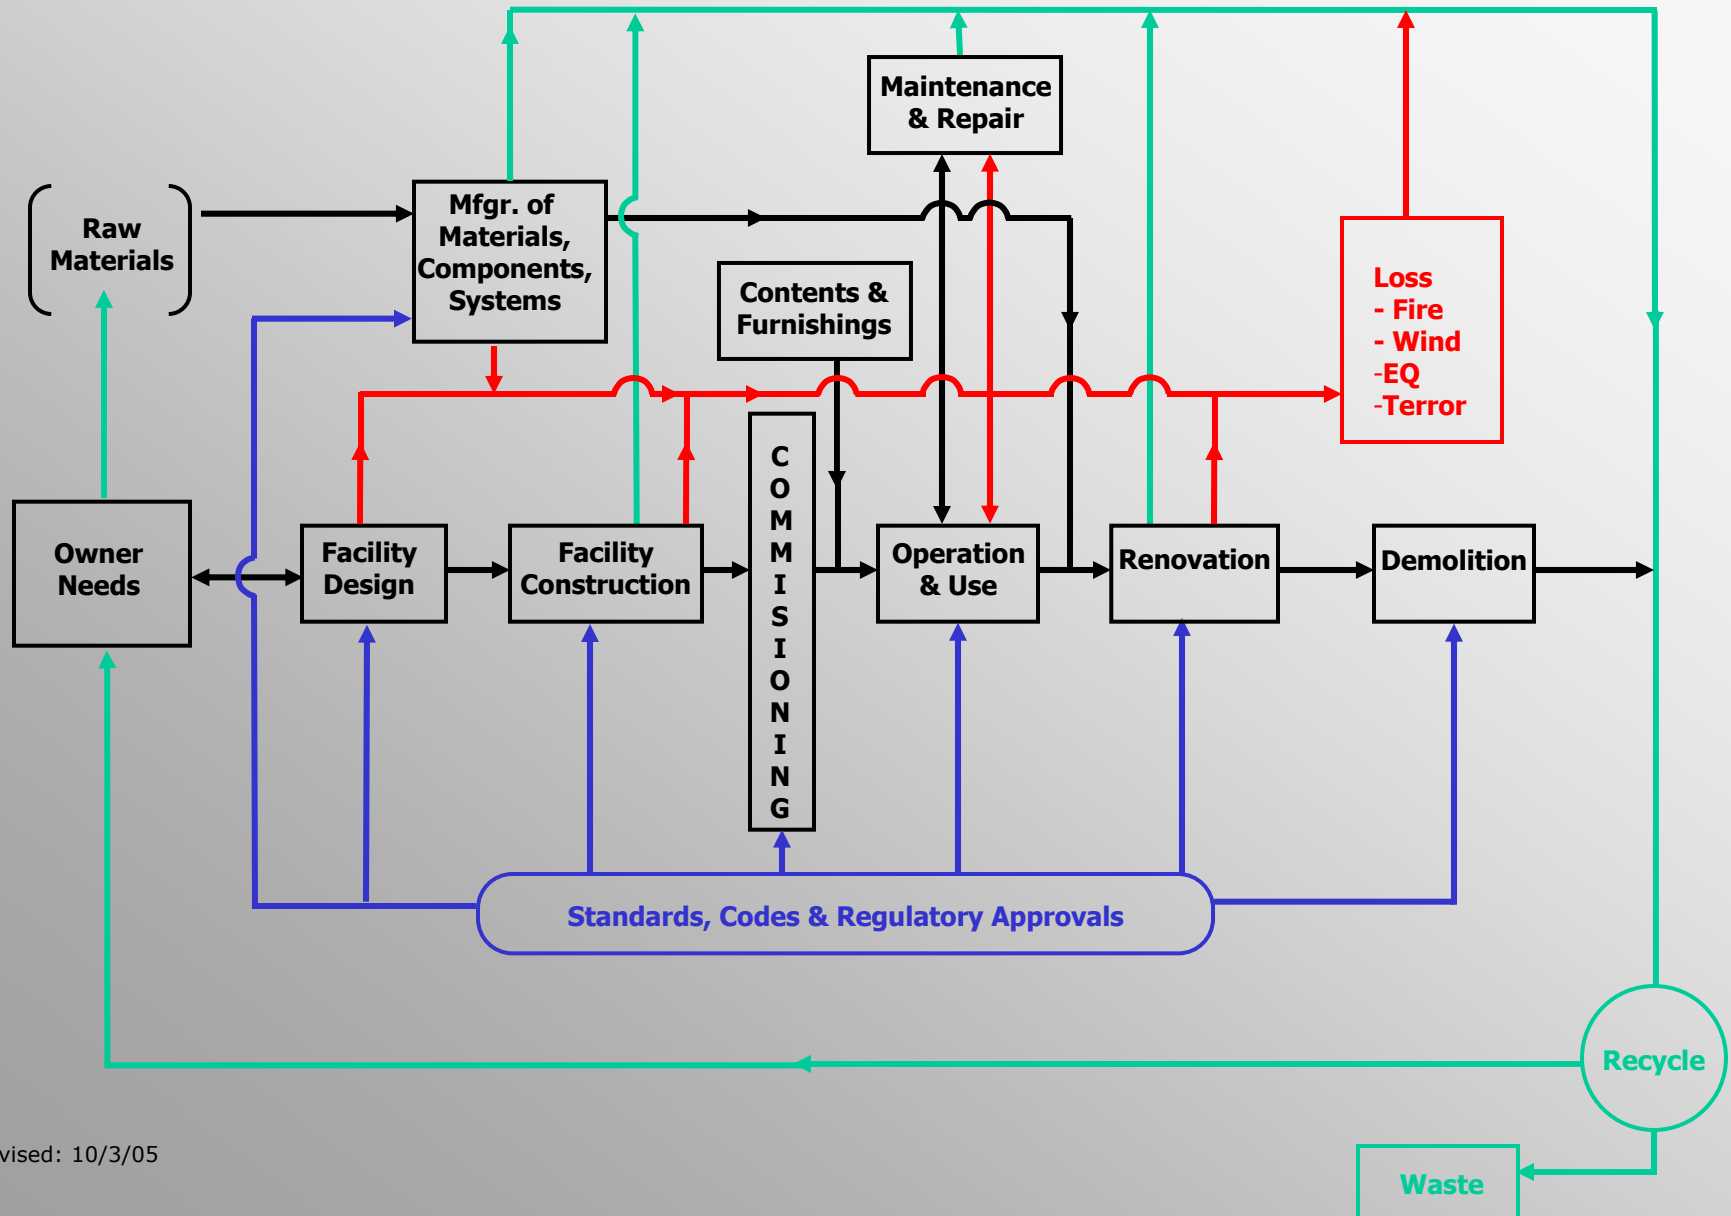 Maintenance
& Repair
Raw
Materials
Mfgr. of
Materials,
Components,
Systems
Contents &
Furnishings
Loss
- Fire
- Wind
-EQ
-Terror
C
O
M
M
I
S
I
O
N
I
N
G
Owner
Needs
Facility
Design
Facility
Construction
Operation
& Use
Renovation
Demolition
Standards, Codes & Regulatory Approvals
Recycle
vised: 10/3/05
Waste